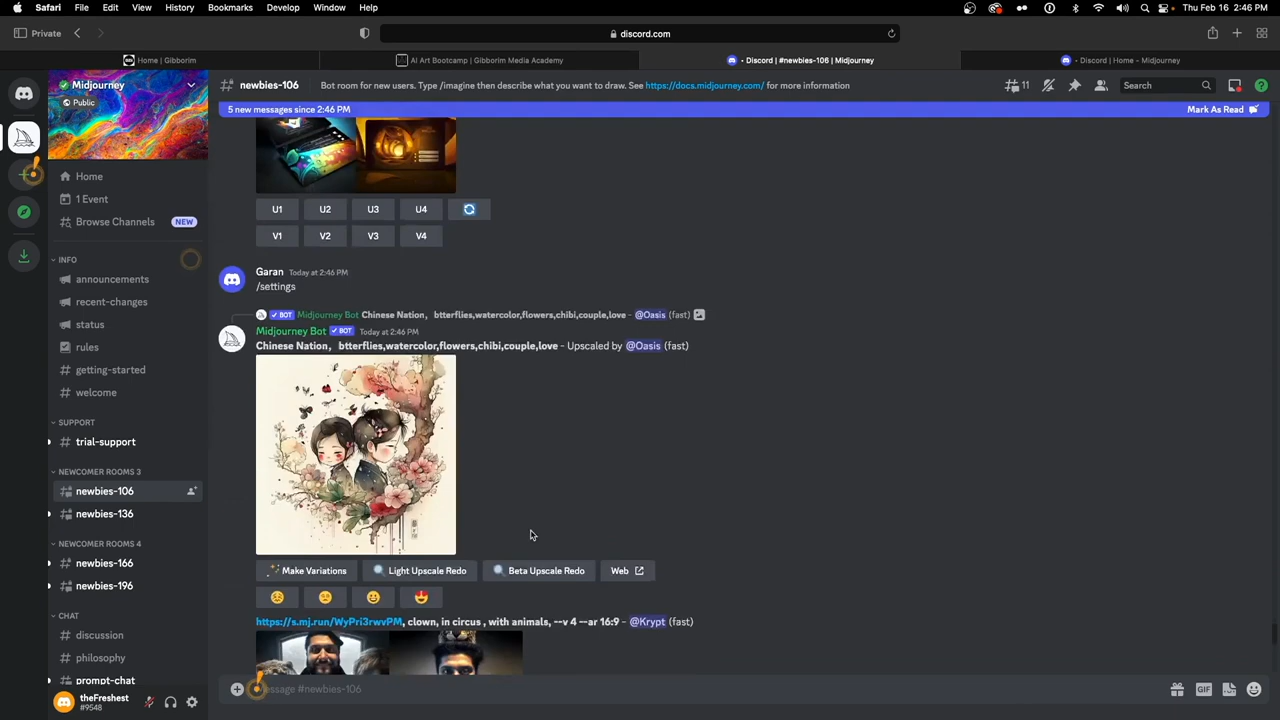 Safari File Edit View History Bookmarks Develop Window Help Thu Feb 16 2:46 PM
Private discord.com
Home | Gibborim AI Art Bootcamp | Gibborim Media Academy • Discord | #newbies-106 | Midjourney • Discord | Home - Midjourney
Midjourney
Public
# newbies-106 Bot room for new users. Type /imagine then describe what you want to draw. See https://docs.midjourney.com/ for more information 11 Search
5 new messages since 2:46 PM Mark As Read
Home
1 Event
Browse Channels NEW
INFO
announcements
recent-changes
status
rules
getting-started
welcome
SUPPORT
trial-support
NEWCOMER ROOMS 3
newbies-106
newbies-136
NEWCOMER ROOMS 4
newbies-166
newbies-196
CHAT
discussion
philosophy
prompt-chat
theFreshest
#9548
U1 U2 U3 U4
V1 V2 V3 V4
Garan Today at 2:46 PM
/settings
BOT Midjourney Bot Chinese Nation， btterflies,watercolor,flowers,chibi,couple,love - @Oasis (fast)
Midjourney Bot BOT Today at 2:46 PM
Chinese Nation， btterflies,watercolor,flowers,chibi,couple,love - Upscaled by @Oasis (fast)
Make Variations Light Upscale Redo Beta Upscale Redo Web
https://s.mj.run/WyPri3rwvPM, clown, in circus , with animals, --v 4 --ar 16:9 - @Krypt (fast)
Message #newbies-106 GIF